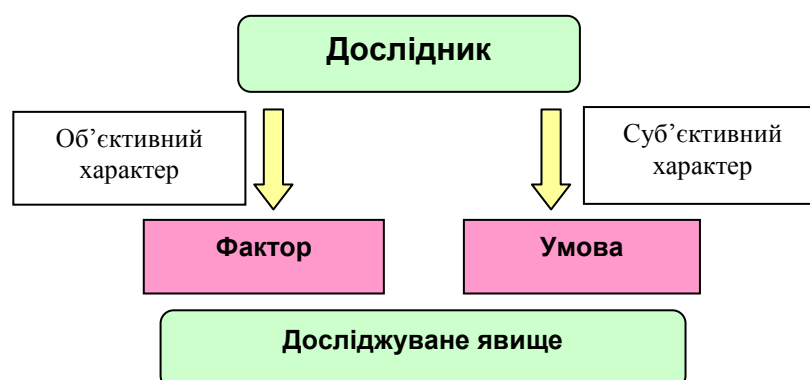 Дослідник
Об’єктивний
характер
Суб’єктивний
характер
Фактор
Умова
Досліджуване явище